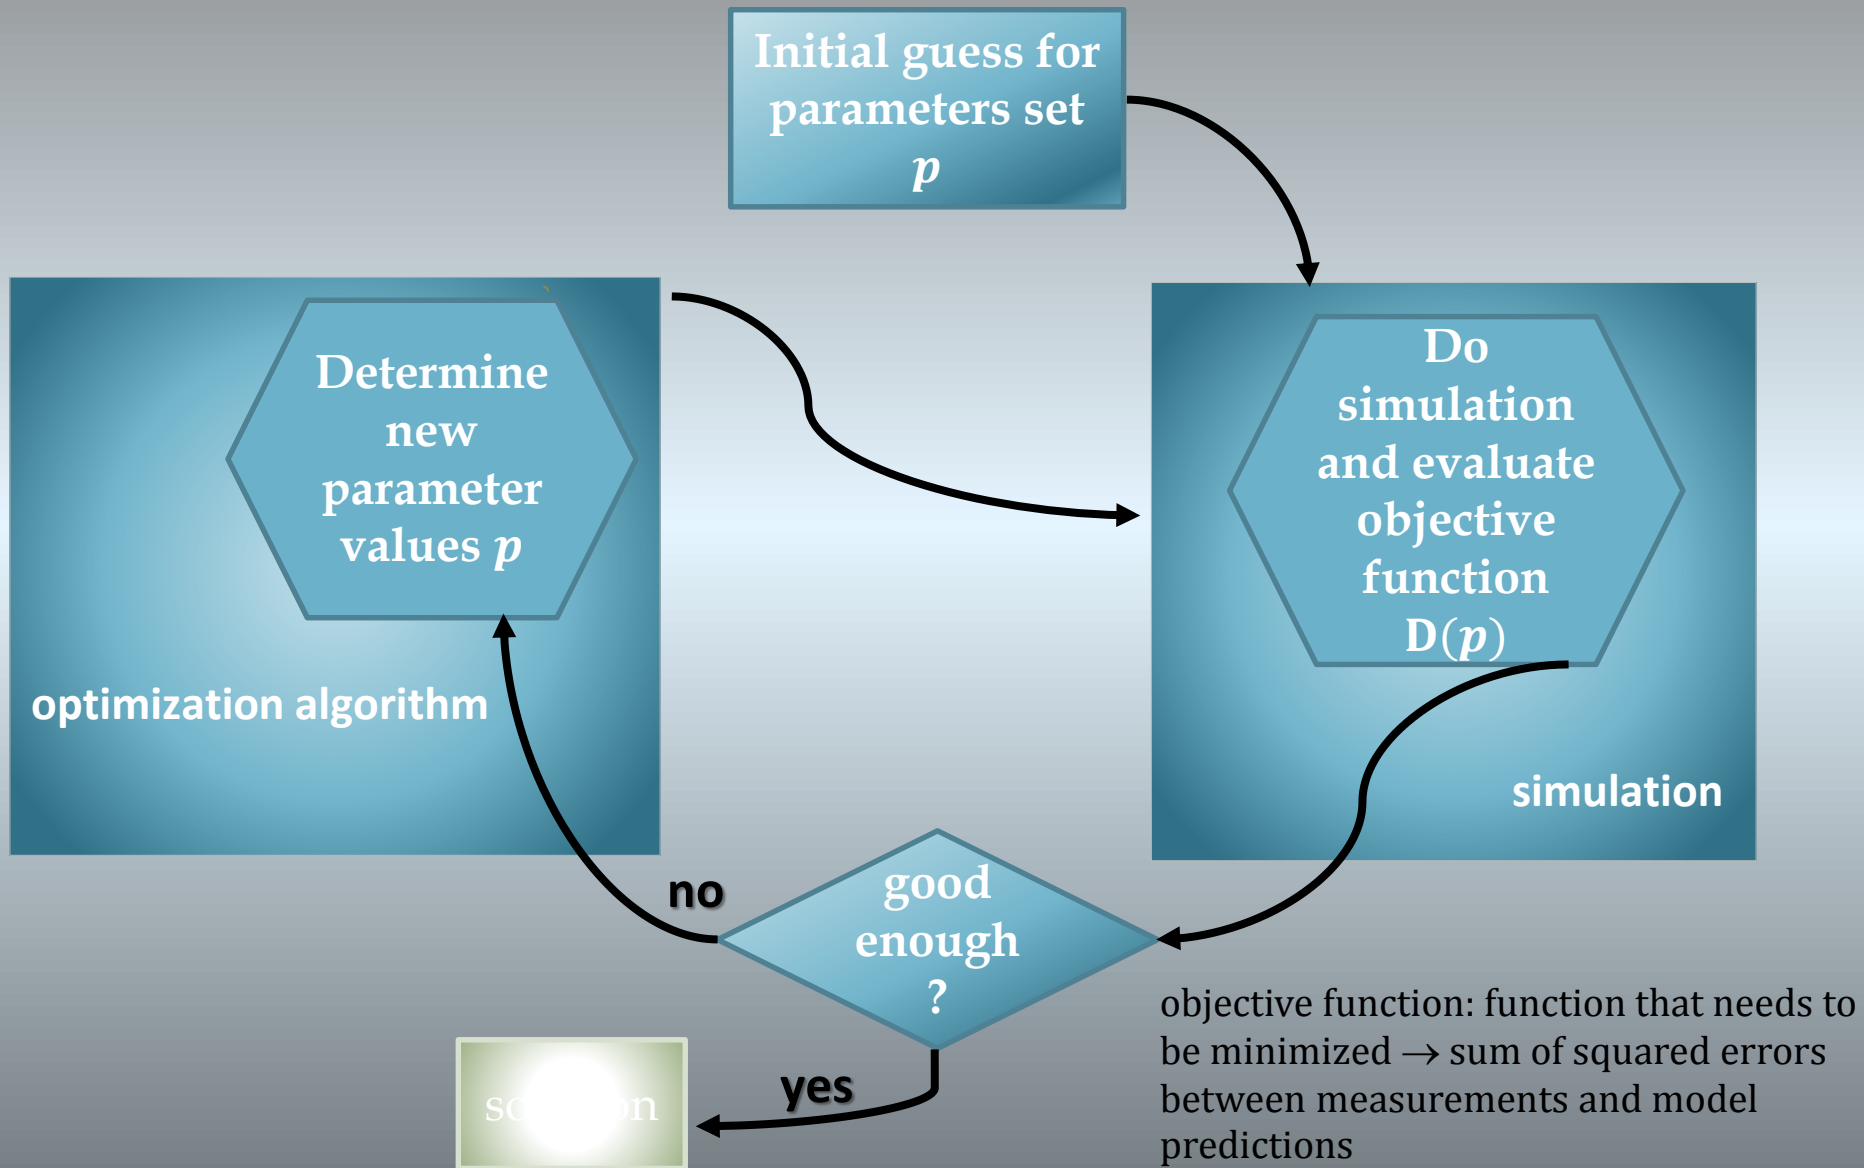 Initial guess for
parameters set
p
Determine
new
parameter
values p
optimization algorithm
Do
simulation
and evaluate
objective
function
D(p)
simulation
no
good
enough
?
yes
objective function: function that needs to
be minimized → sum of squared errors
between measurements and model
predictions